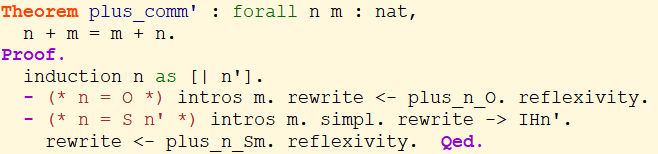 Theorem plus_comm' : forall n m : nat,
  n + m = m + n.
Proof.
  induction n as [| n'].
  - (* n = O *) intros m. rewrite <- plus_n_O. reflexivity.
  - (* n = S n' *) intros m. simpl. rewrite -> IHn'.
    rewrite <- plus_n_Sm. reflexivity.  Qed.